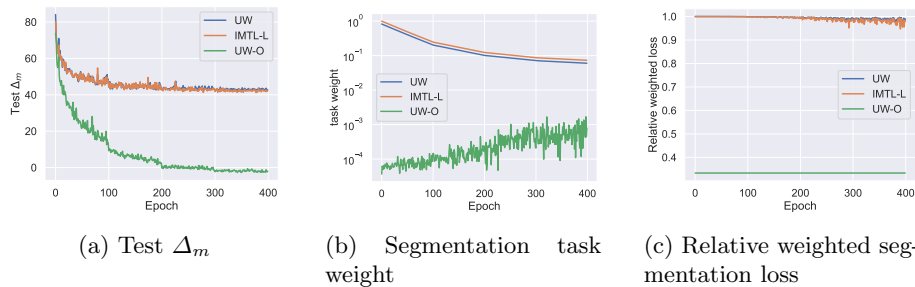 80
60
40
20
0
Test Δm
UW
IMTL-L
UW-O
0 100 200 300 400
Epoch
(a) Test Δm
10^0
10^-1
10^-2
10^-3
10^-4
task weight
UW
IMTL-L
UW-O
0 100 200 300 400
Epoch
(b) Segmentation task
weight
1.0
0.9
0.8
0.7
0.6
0.5
0.4
Relative weighted loss
UW
IMTL-L
UW-O
0 100 200 300 400
Epoch
(c) Relative weighted seg-
mentation loss